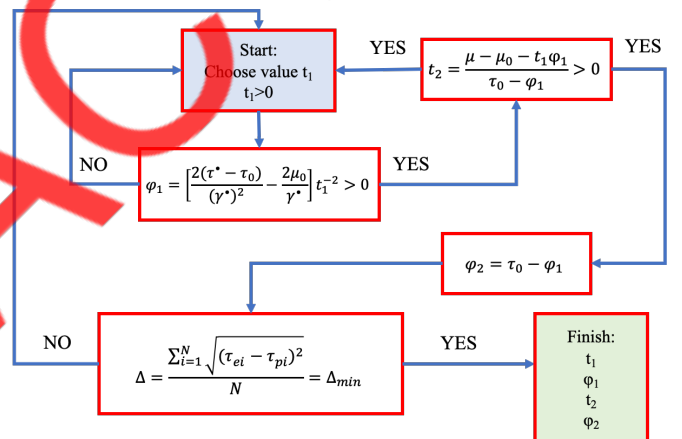 Start:
Choose value t₁
t₁>0
YES
t₂ = (μ − μ₀ − t₁φ₁)/(τ₀ − φ₁) > 0
YES
NO
φ₁ = [2(τ• − τ₀)/(γ•)² − 2μ₀/γ•] t₁⁻² > 0
YES
φ₂ = τ₀ − φ₁
NO
Δ = (∑ᵢ₌₁ᴺ √(τₑᵢ − τₚᵢ)²)/N = Δₘᵢₙ
YES
Finish:
t₁
φ₁
t₂
φ₂